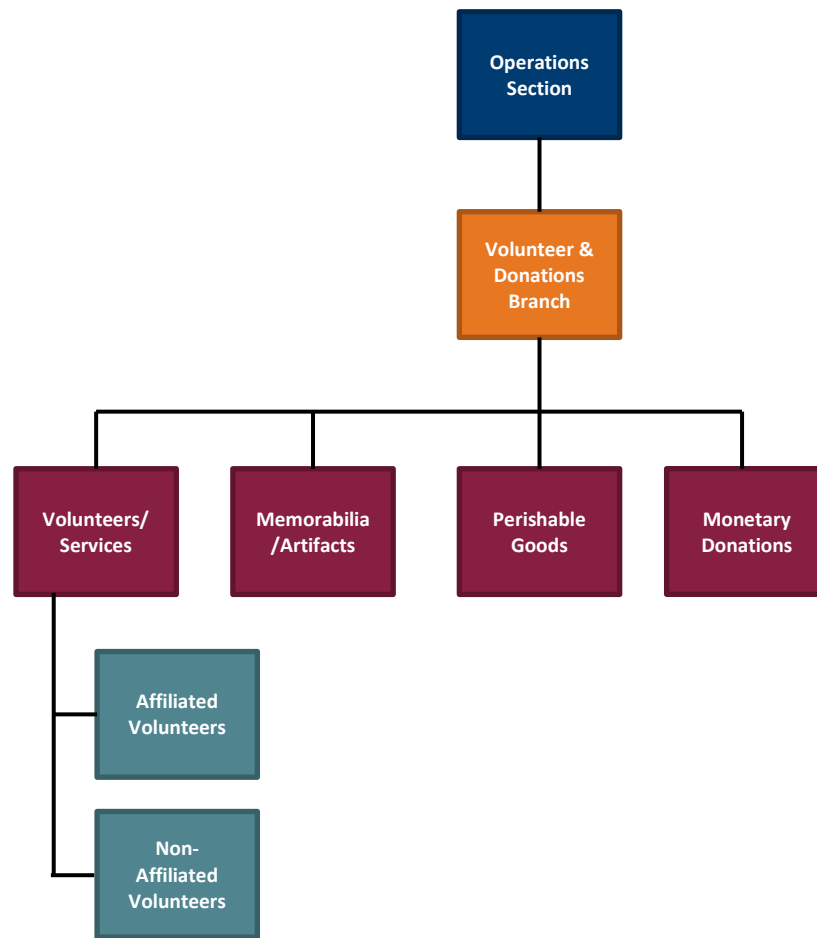 Operations
Section
Volunteer &
Donations
Branch
Volunteers/
Services
Memorabilia
/Artifacts
Perishable
Goods
Monetary
Donations
Affiliated
Volunteers
Non-
Affiliated
Volunteers